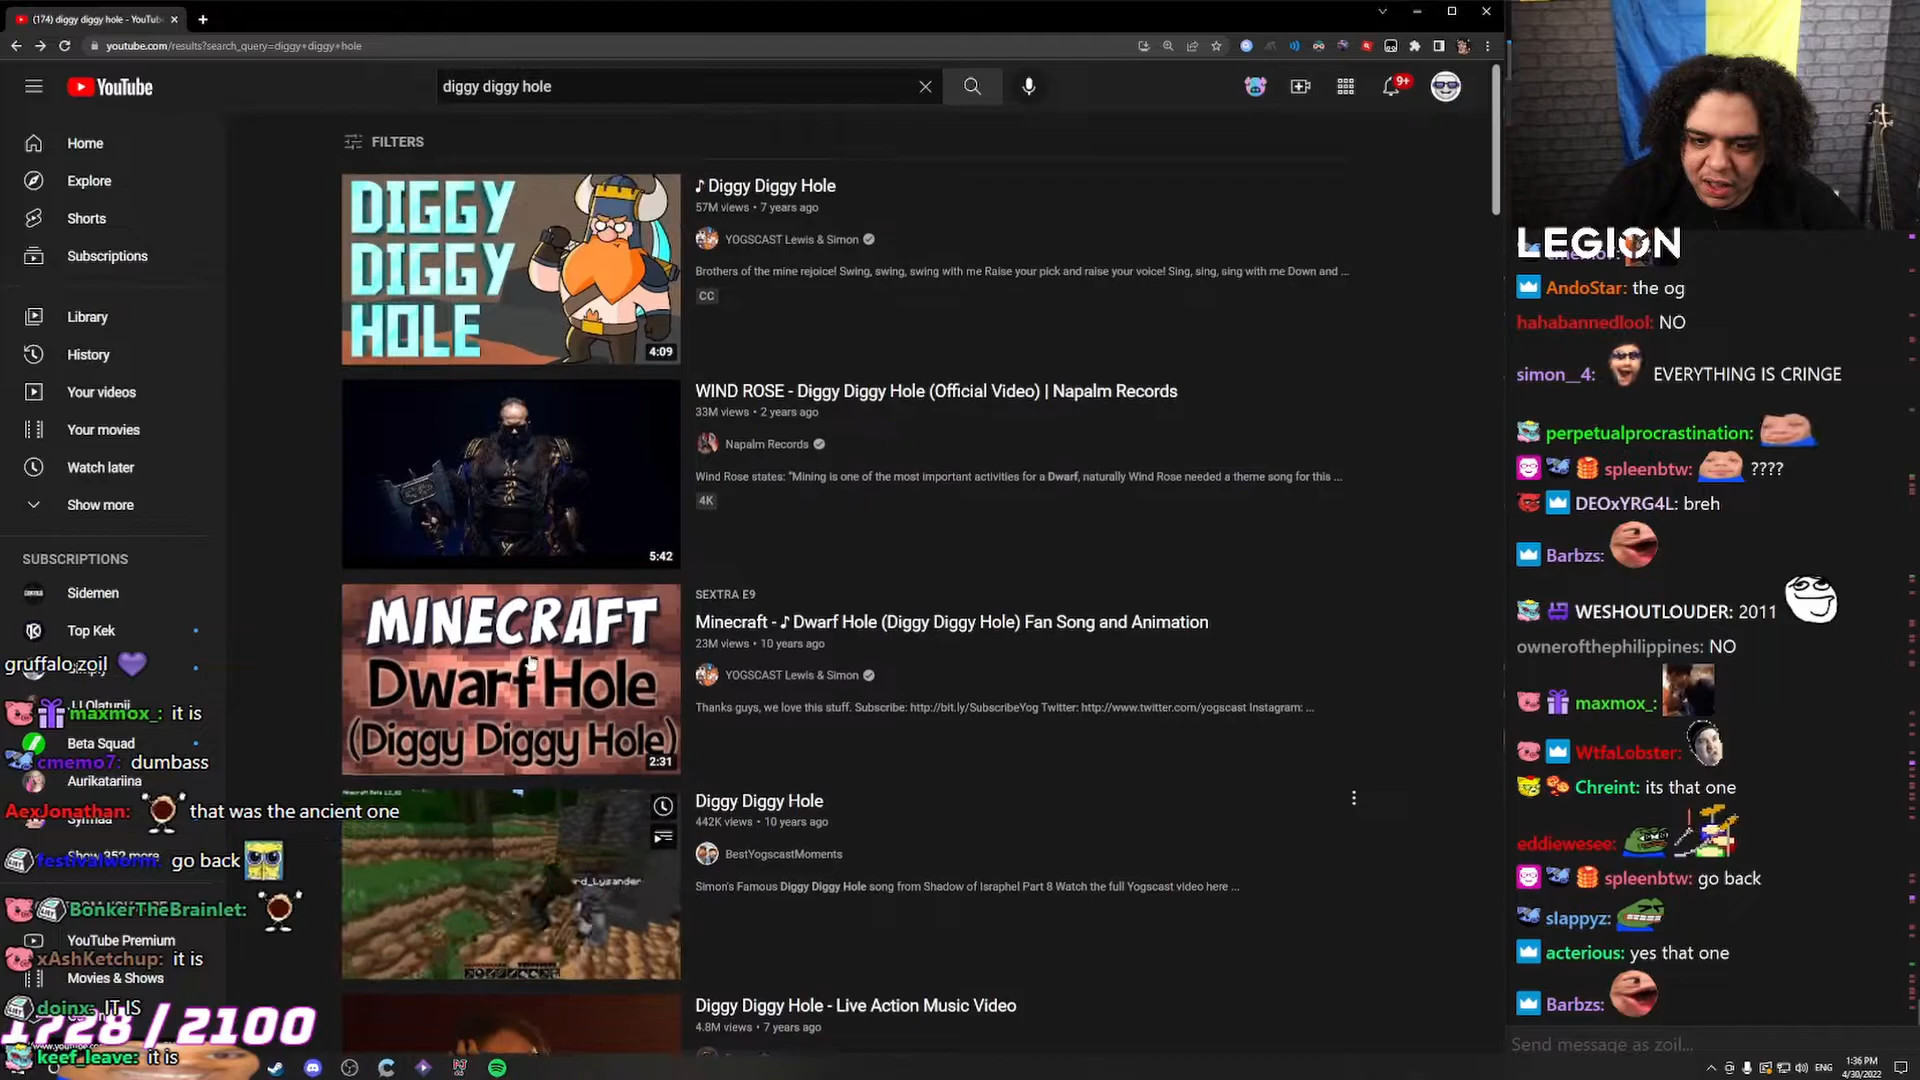 (174) diggy diggy hole - YouTub
youtube.com/results?search_query=diggy+diggy+hole
YouTube
diggy diggy hole
9+
Home
Explore
Shorts
Subscriptions
Library
History
Your videos
Your movies
Watch later
Show more
SUBSCRIPTIONS
Sidemen
Top Kek
gruffalo_zoil
JJ Olatunji
maxmox_: it is
Beta Squad
cmemo7: dumbass
Aurikatariina
AexJonathan: that was the ancient one
Show 352 more
festivalworm: go back
BonkerTheBrainlet:
YouTube Premium
xAshKetchup: it is
Movies & Shows
doinx: IT IS
1728/2100
keef_leave: it is
FILTERS
DIGGY
DIGGY
HOLE
4:09
♪ Diggy Diggy Hole
57M views • 7 years ago
YOGSCAST Lewis & Simon
Brothers of the mine rejoice! Swing, swing, swing with me Raise your pick and raise your voice! Sing, sing, sing with me Down and ...
CC
5:42
WIND ROSE - Diggy Diggy Hole (Official Video) | Napalm Records
33M views • 2 years ago
Napalm Records
Wind Rose states: "Mining is one of the most important activities for a Dwarf, naturally Wind Rose needed a theme song for this ...
4K
MINECRAFT
Dwarf Hole
(Diggy Diggy Hole)
2:31
SEXTRA E9
Minecraft - ♪ Dwarf Hole (Diggy Diggy Hole) Fan Song and Animation
23M views • 10 years ago
YOGSCAST Lewis & Simon
Thanks guys, we love this stuff. Subscribe: http://bit.ly/SubscribeYog Twitter: http://www.twitter.com/yogscast Instagram: ...
Diggy Diggy Hole
442K views • 10 years ago
BestYogscastMoments
Simon's Famous Diggy Diggy Hole song from Shadow of Israphel Part 8 Watch the full Yogscast video here ...
Diggy Diggy Hole - Live Action Music Video
4.8M views • 7 years ago
LEGION
AndoStar: the og
hahabannedlool: NO
simon__4: EVERYTHING IS CRINGE
perpetualprocrastination:
spleenbtw: ????
DEOxYRG4L: breh
Barbzs:
WESHOUTLOUDER: 2011
ownerofthephilippines: NO
maxmox_:
WtfaLobster:
Chreint: its that one
eddiewesee:
spleenbtw: go back
slappyz:
acterious: yes that one
Barbzs:
Send message as zoil...
ENG
1:36 PM
4/30/2022